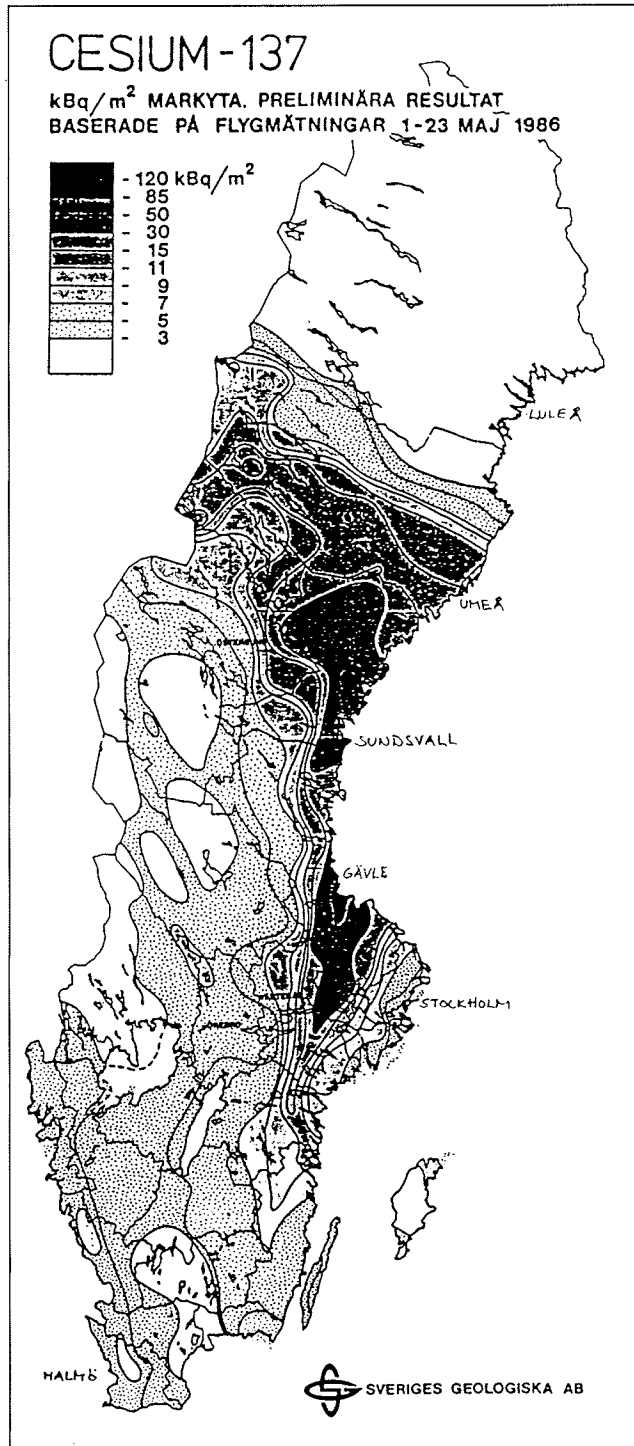 CESIUM-137
kBq/m² MARKYTA. PRELIMINÄRA RESULTAT
BASERADE PÅ FLYGMÄTNINGAR 1-23 MAJ 1986
- 120 kBq/m²
- 85
- 50
- 30
- 15
- 11
- 9
- 7
- 5
- 3
LULEÅ
UMEÅ
SUNDSVALL
GÄVLE
STOCKHOLM
MALMÖ
SVERIGES GEOLOGISKA AB